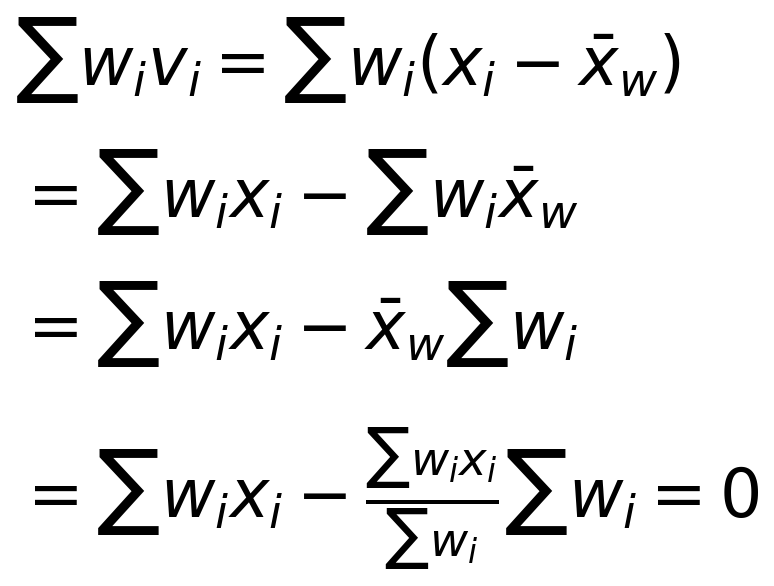 ∑wᵢvᵢ = ∑wᵢ(xᵢ − x̄_w)
= ∑wᵢxᵢ − ∑wᵢx̄_w
= ∑wᵢxᵢ − x̄_w∑wᵢ
= ∑wᵢxᵢ − (∑wᵢxᵢ)/(∑wᵢ) ∑wᵢ = 0